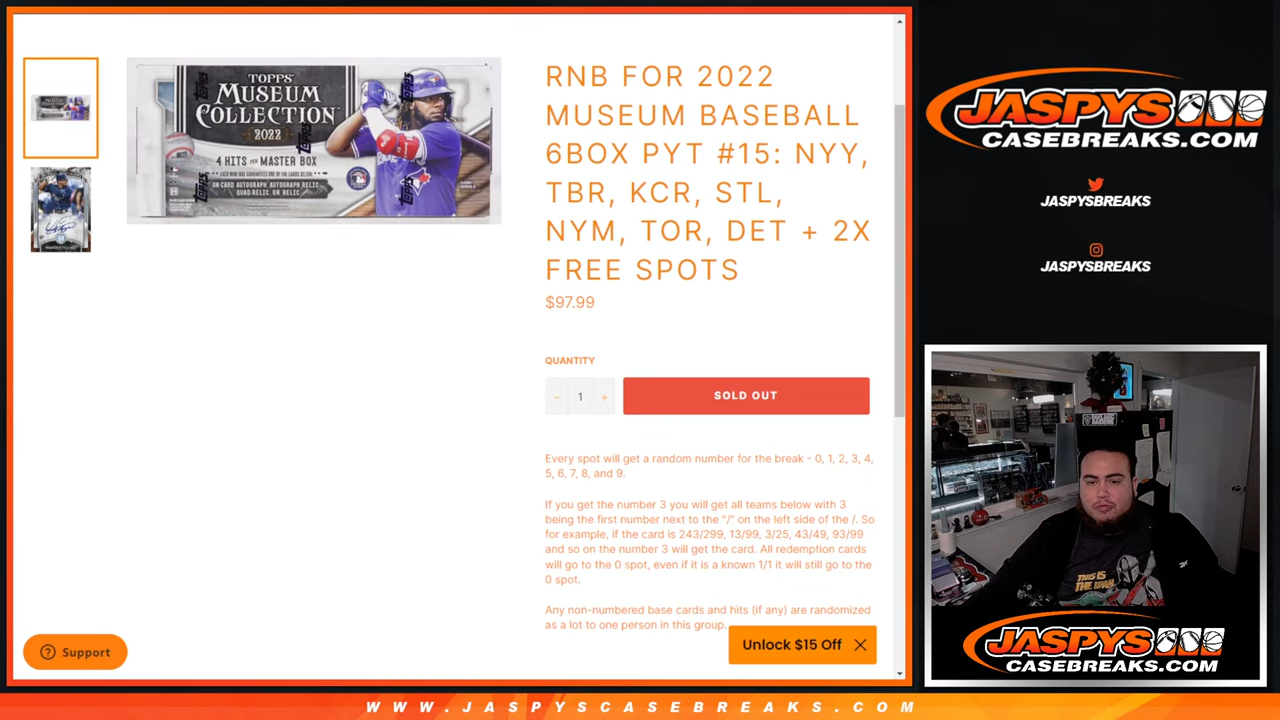 TOPPS
MUSEUM
COLLECTION
2022
4 HITS PER MASTER BOX
ON CARD AUTOGRAPH, AUTOGRAPH RELIC,
QUAD RELIC OR RELIC
RNB FOR 2022
MUSEUM BASEBALL
6BOX PYT #15: NYY,
TBR, KCR, STL,
NYM, TOR, DET + 2X
FREE SPOTS
$97.99
QUANTITY
− 1 +
SOLD OUT
Every spot will get a random number for the break - 0, 1, 2, 3, 4,
5, 6, 7, 8, and 9.
If you get the number 3 you will get all teams below with 3
being the first number next to the "/" on the left side of the /. So
for example, if the card is 243/299, 13/99, 3/25, 43/49, 93/99
and so on the number 3 will get the card. All redemption cards
will go to the 0 spot, even if it is a known 1/1 it will still go to the
0 spot.
Any non-numbered base cards and hits (if any) are randomized
as a lot to one person in this group.
Unlock $15 Off
Support
JASPYS
CASEBREAKS.COM
JASPYSBREAKS
JASPYSBREAKS
THIS IS
THE WAY
JASPYS
CASEBREAKS.COM
WWW.JASPYSCASEBREAKS.COM